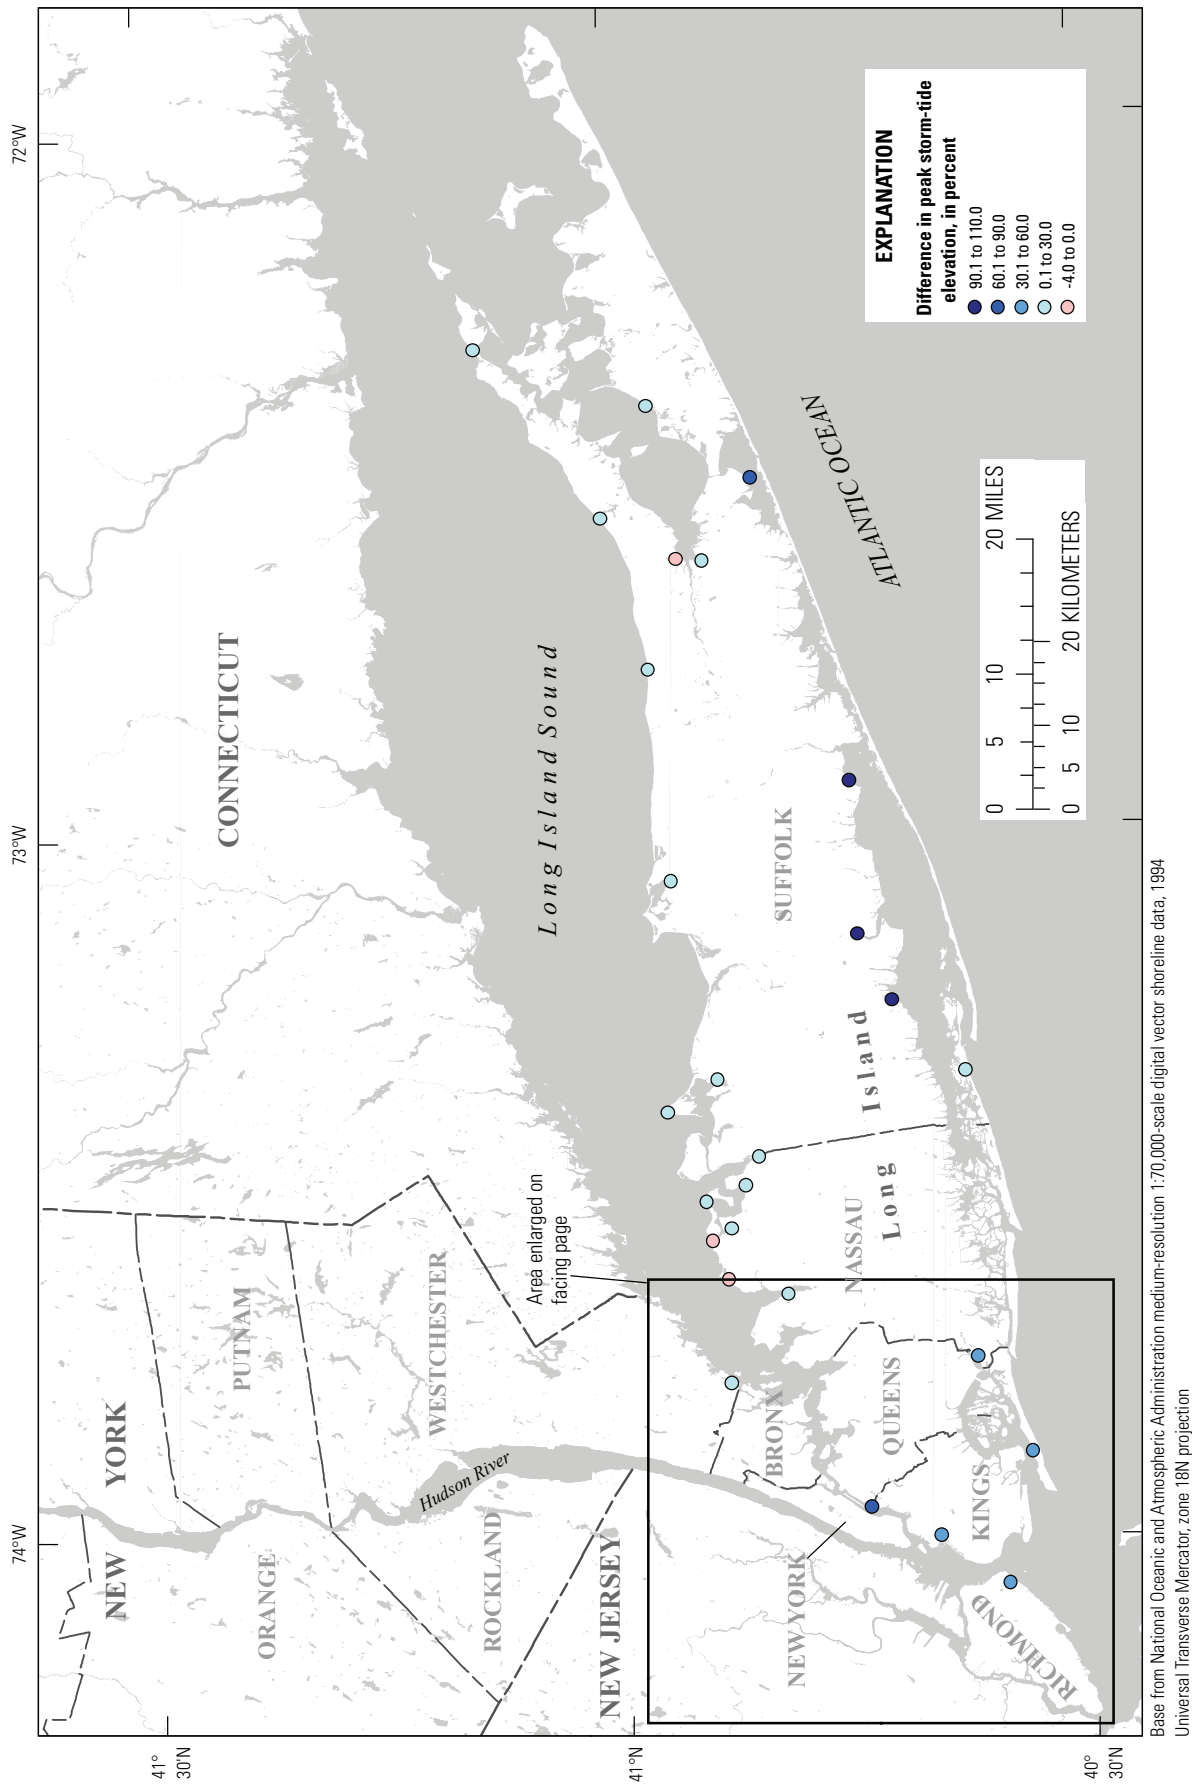 72°W
73°W
74°W
41°
30'N
41°N
40°
30'N
CONNECTICUT
Long Island Sound
ATLANTIC OCEAN
SUFFOLK
Long Island
NASSAU
QUEENS
KINGS
BRONX
NEW YORK
RICHMOND
NEW YORK
PUTNAM
WESTCHESTER
ORANGE
ROCKLAND
NEW JERSEY
Hudson River
Area enlarged on
facing page
EXPLANATION
Difference in peak storm-tide
elevation, in percent
90.1 to 110.0
60.1 to 90.0
30.1 to 60.0
0.1 to 30.0
-4.0 to 0.0
0 5 10 20 MILES
0 5 10 20 KILOMETERS
Base from National Oceanic and Atmospheric Administration medium-resolution 1:70,000-scale digital vector shoreline data, 1994
Universal Transverse Mercator, zone 18N projection